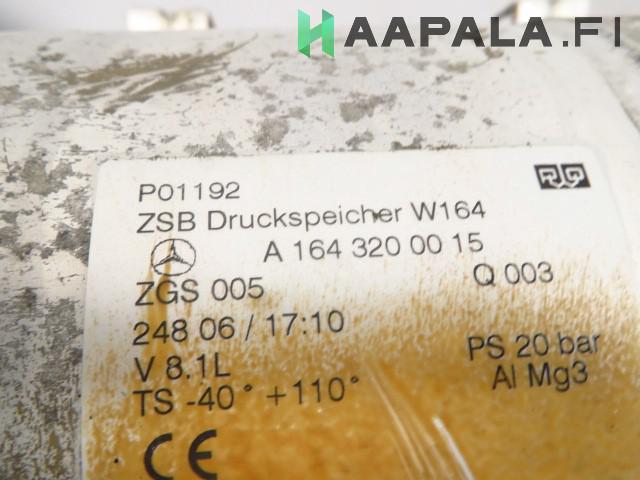 HAAPALA.FI
P01192
ZSB Druckspeicher W164
A 164 320 00 15
ZGS 005 Q 003
248 06 / 17:10
V 8.1L PS 20 bar
TS -40° +110° Al Mg3
CE